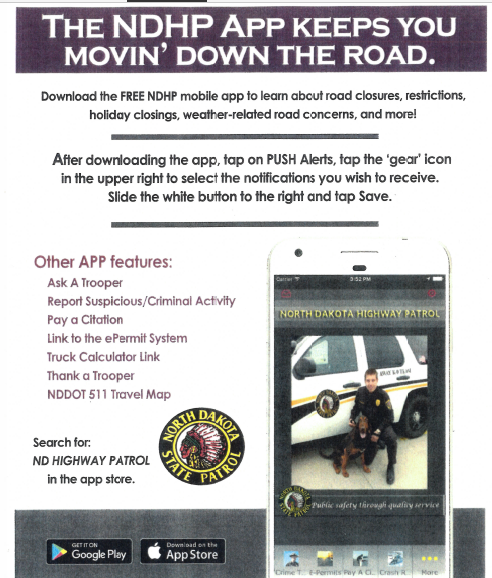 THE NDHP APP KEEPS YOU
MOVIN' DOWN THE ROAD.
Download the FREE NDHP mobile app to learn about road closures, restrictions,
holiday closings, weather-related road concerns, and more!
After downloading the app, tap on PUSH Alerts, tap the 'gear' icon
in the upper right to select the notifications you wish to receive.
Slide the white button to the right and tap Save.
Other APP features:
Ask A Trooper
Report Suspicious/Criminal Activity
Pay a Citation
Link to the ePermit System
Truck Calculator Link
Thank a Trooper
NDDOT 511 Travel Map
Search for:
ND HIGHWAY PATROL
in the app store.
NORTH DAKOTA
STATE PATROL
Carrier
3:52 PM
NORTH DAKOTA HIGHWAY PATROL
Public safety through quality service
Crime T...
E-Permits
Pay A Ci...
Crash R...
More
GET IT ON
Google Play
Download on the
App Store